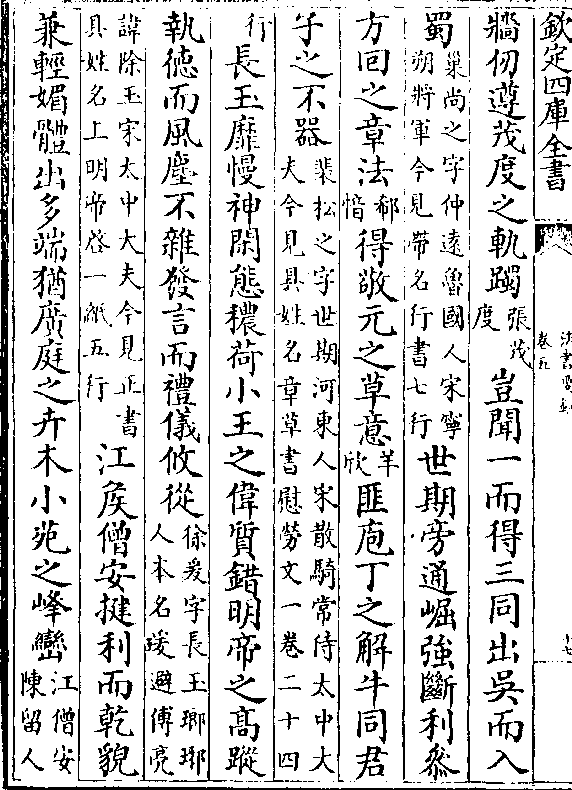 欽定四庫全書
法書要錄
卷五
十七
牆仞遵茂度之軌躅張茂度豈聞一而得三同出吳而入
蜀巢尚之字仲遠魯國人宋寧朔將軍今見帶名行書七行世期旁通崛強斷利叅
方回之章法郗愔得敬元之草意羊欣匪庖丁之解牛同君
子之不器裴松之字世期河東人宋散騎常侍太中大夫今見具姓名章草書慰勞文一卷二十四
行長玉靡慢神閑態穠荷小王之偉質錯明帝之高蹤
執德而風塵不雜發言而禮儀攸從徐爰字長玉瑯琊人本名瑗避傅亮
諱除玉宋太中大夫今見正書具姓名上明帝啓一紙五行江侯僧安揵利而乾貌
兼輕媚體出多端猶廣庭之卉木小苑之峰巒江僧安陳留人